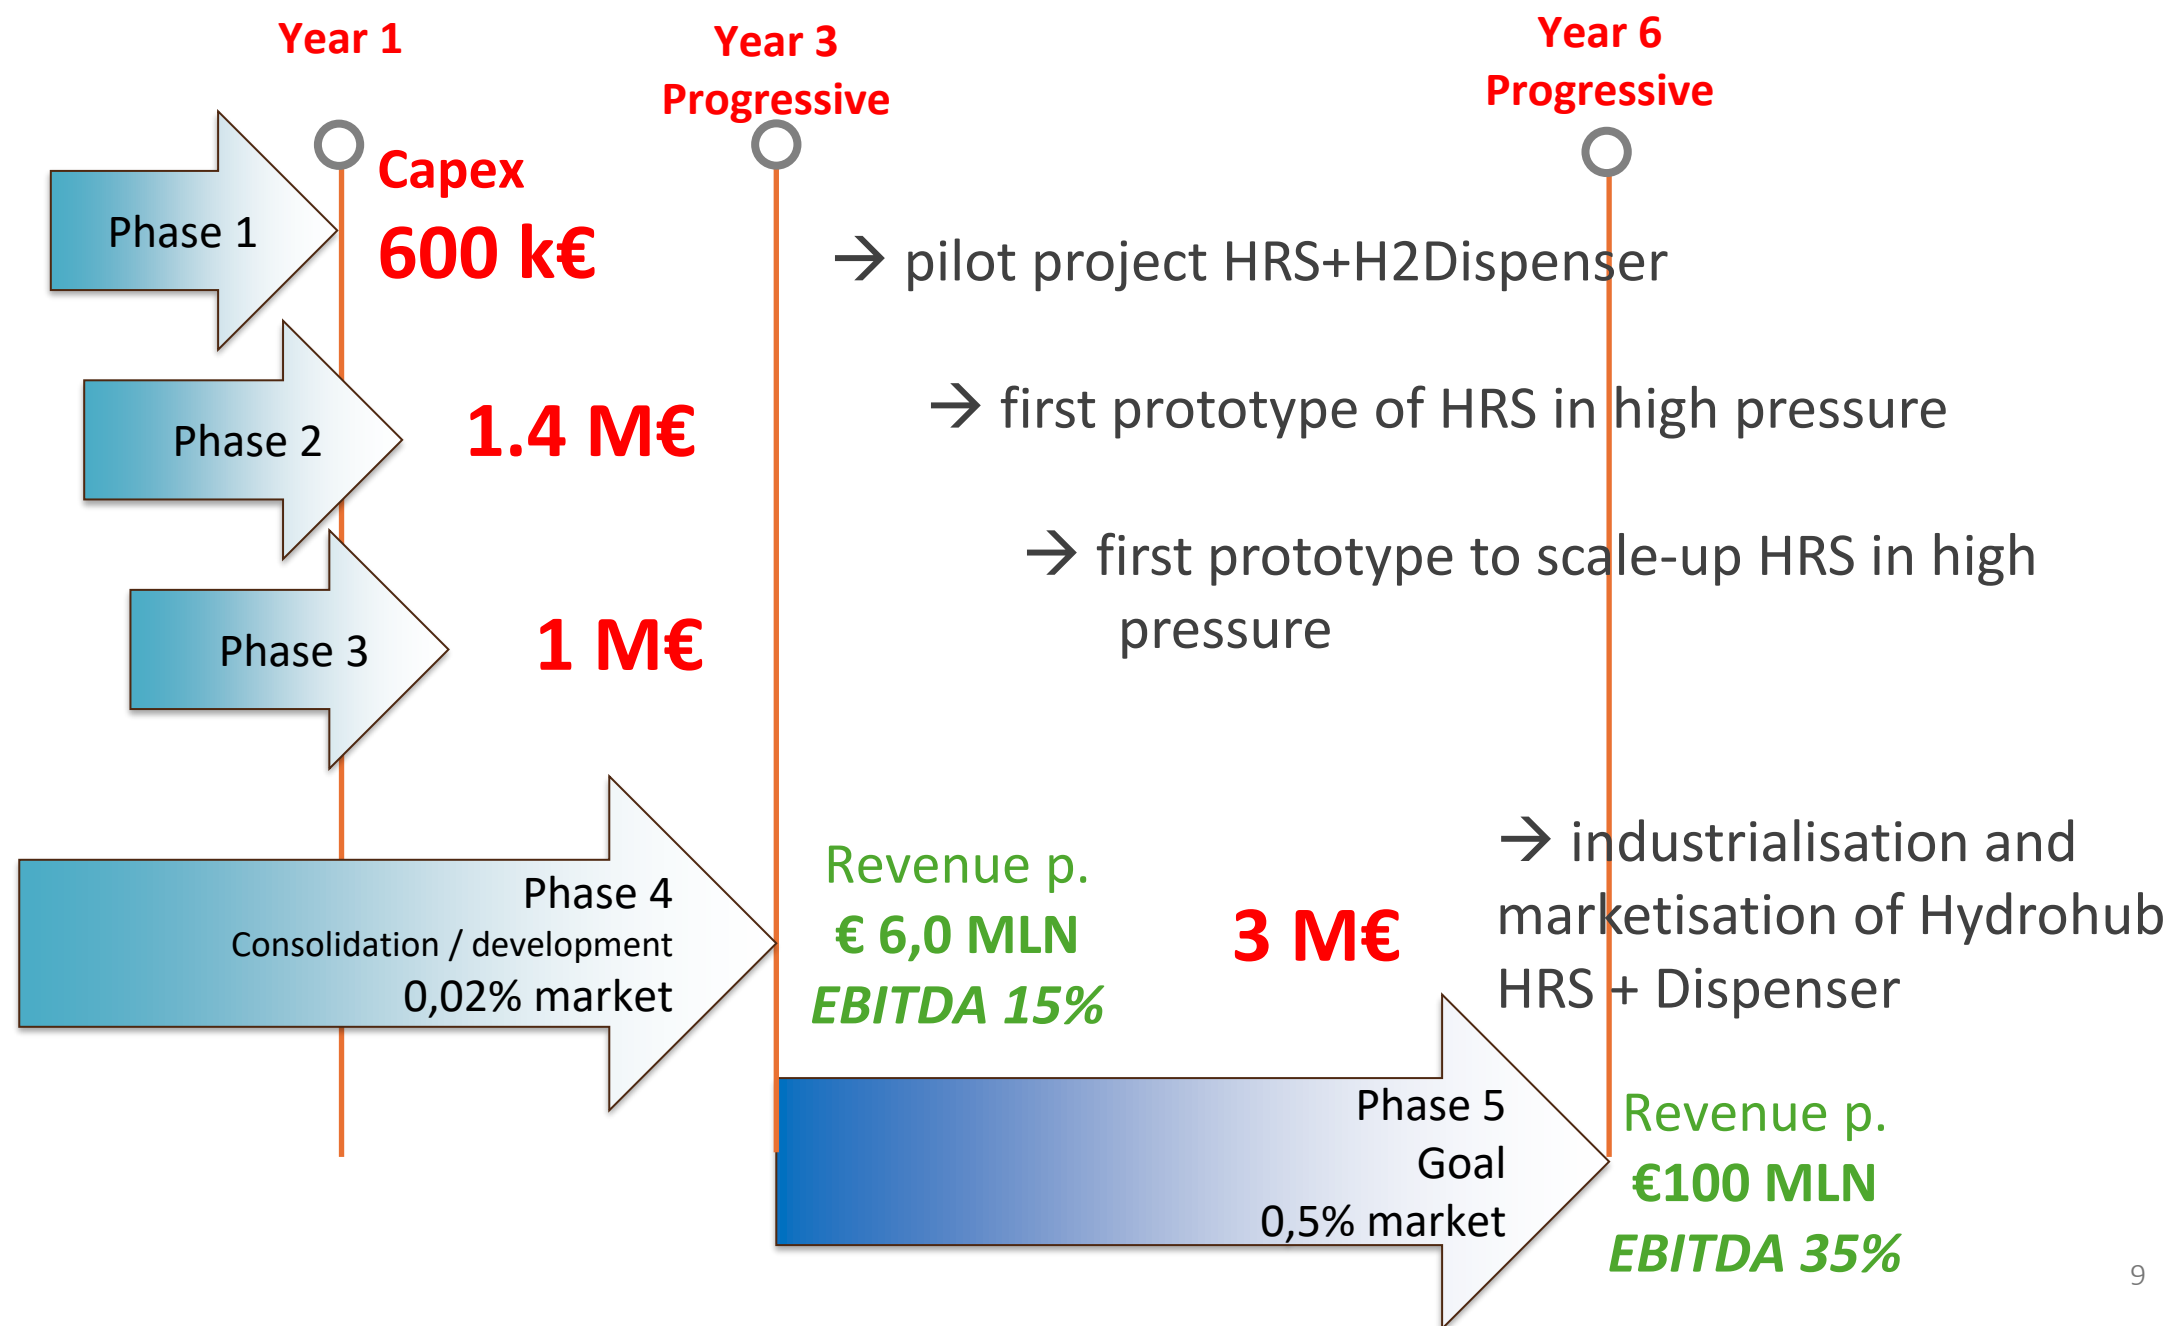 Year 1
Year 3
Progressive
Year 6
Progressive
Phase 1
Capex
600 k€
→ pilot project HRS+H2Dispenser
Phase 2
1.4 M€
→ first prototype of HRS in high pressure
Phase 3
1 M€
→ first prototype to scale-up HRS in high
pressure
Phase 4
Consolidation / development
0,02% market
Revenue p.
€ 6,0 MLN
EBITDA 15%
3 M€
→ industrialisation and
marketisation of Hydrohub
HRS + Dispenser
Phase 5
Goal
0,5% market
Revenue p.
€100 MLN
EBITDA 35%
9